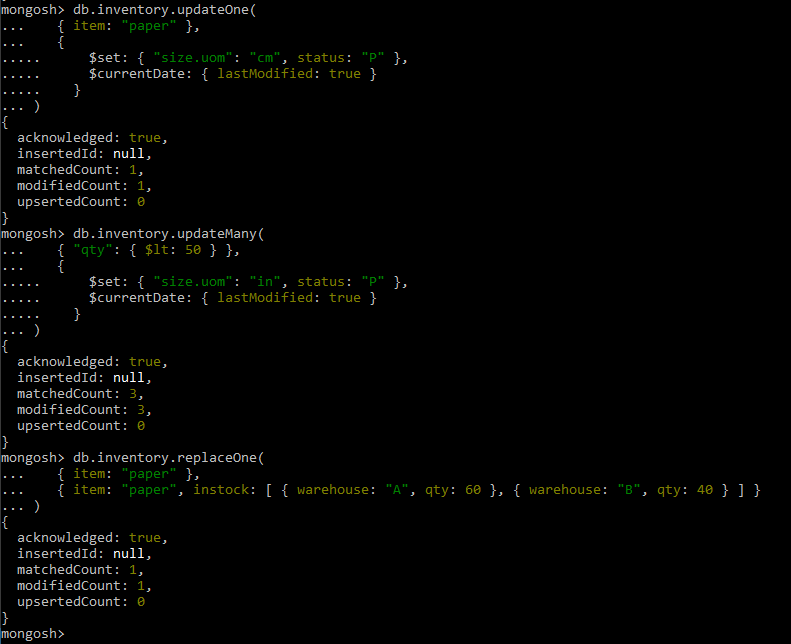 mongosh> db.inventory.updateOne(
...    { item: "paper" },
...    {
.....      $set: { "size.uom": "cm", status: "P" },
.....      $currentDate: { lastModified: true }
.....    }
... )
{
  acknowledged: true,
  insertedId: null,
  matchedCount: 1,
  modifiedCount: 1,
  upsertedCount: 0
}
mongosh> db.inventory.updateMany(
...    { "qty": { $lt: 50 } },
...    {
.....      $set: { "size.uom": "in", status: "P" },
.....      $currentDate: { lastModified: true }
.....    }
... )
{
  acknowledged: true,
  insertedId: null,
  matchedCount: 3,
  modifiedCount: 3,
  upsertedCount: 0
}
mongosh> db.inventory.replaceOne(
...    { item: "paper" },
...    { item: "paper", instock: [ { warehouse: "A", qty: 60 }, { warehouse: "B", qty: 40 } ] }
... )
{
  acknowledged: true,
  insertedId: null,
  matchedCount: 1,
  modifiedCount: 1,
  upsertedCount: 0
}
mongosh>